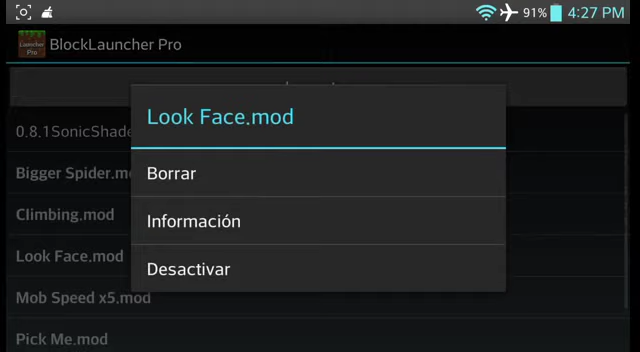 91% 4:27 PM
Launcher
Pro
BlockLauncher Pro
Look Face.mod
0.8.1SonicShade
Borrar
Bigger Spider.mo
Información
Climbing.mod
Look Face.mod
Desactivar
Mob Speed x5.mod
Pick Me.mod